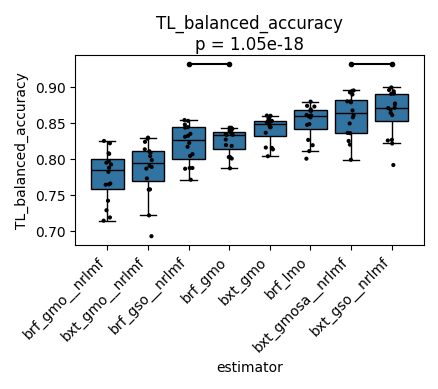 TL_balanced_accuracy
p = 1.05e-18
TL_balanced_accuracy
0.90
0.85
0.80
0.75
0.70
brf_gmo__nrlmf
bxt_gmo__nrlmf
brf_gso__nrlmf
brf_gmo
bxt_gmo
brf_lmo
bxt_gmosa__nrlmf
bxt_gso__nrlmf
estimator